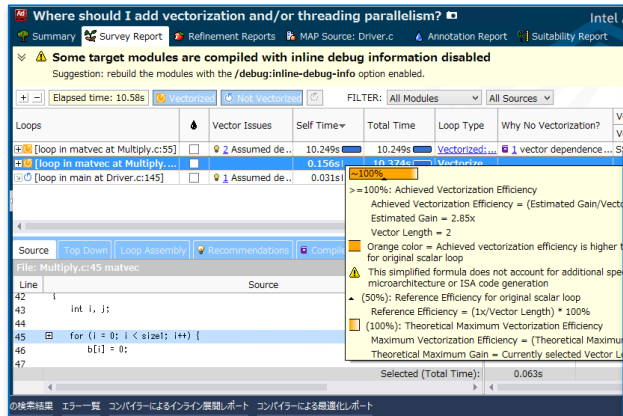 Where should I add vectorization and/or threading parallelism?
Intel
Summary Survey Report Refinement Reports MAP Source: Driver.c Annotation Report Suitability Report
Some target modules are compiled with inline debug information disabled
Suggestion: rebuild the modules with the /debug:inline-debug-info option enabled.
Elapsed time: 10.58s Vectorized Not Vectorized FILTER: All Modules All Sources
Loops Vector Issues Self Time Total Time Loop Type Why No Vectorization?
[loop in matvec at Multiply.c:55] 2 Assumed de... 10.249s 10.249s Vectorized:... 1 vector dependence ...
[loop in matvec at Multiply.... 0.156s 10.374s Vectorize
[loop in main at Driver.c:145] 1 Assumed de... 0.031s
~100%
>=100%: Achieved Vectorization Efficiency
Achieved Vectorization Efficiency = (Estimated Gain/Vecto
Estimated Gain = 2.85x
Vector Length = 2
Orange color = Achieved vectorization efficiency is higher t
for original scalar loop
This simplified formula does not account for additional spe
microarchitecture or ISA code generation
(50%): Reference Efficiency for original scalar loop
Reference Efficiency = (1x/Vector Length) * 100%
(100%): Theoretical Maximum Vectorization Efficiency
Maximum Vectorization Efficiency = (Theoretical Maximu
Theoretical Maximum Gain = Currently selected Vector Le
Source Top Down Loop Assembly Recommendations Compile
File: Multiply.c:45 matvec
Line Source
42 {
43 int i, j;
44
45 for (i = 0; i < size1; i++) {
46 b[i] = 0;
47
Selected (Total Time): 0.063s
の検索結果 エラー一覧 コンパイラーによるインライン展開レポート コンパイラーによる最適化レポート